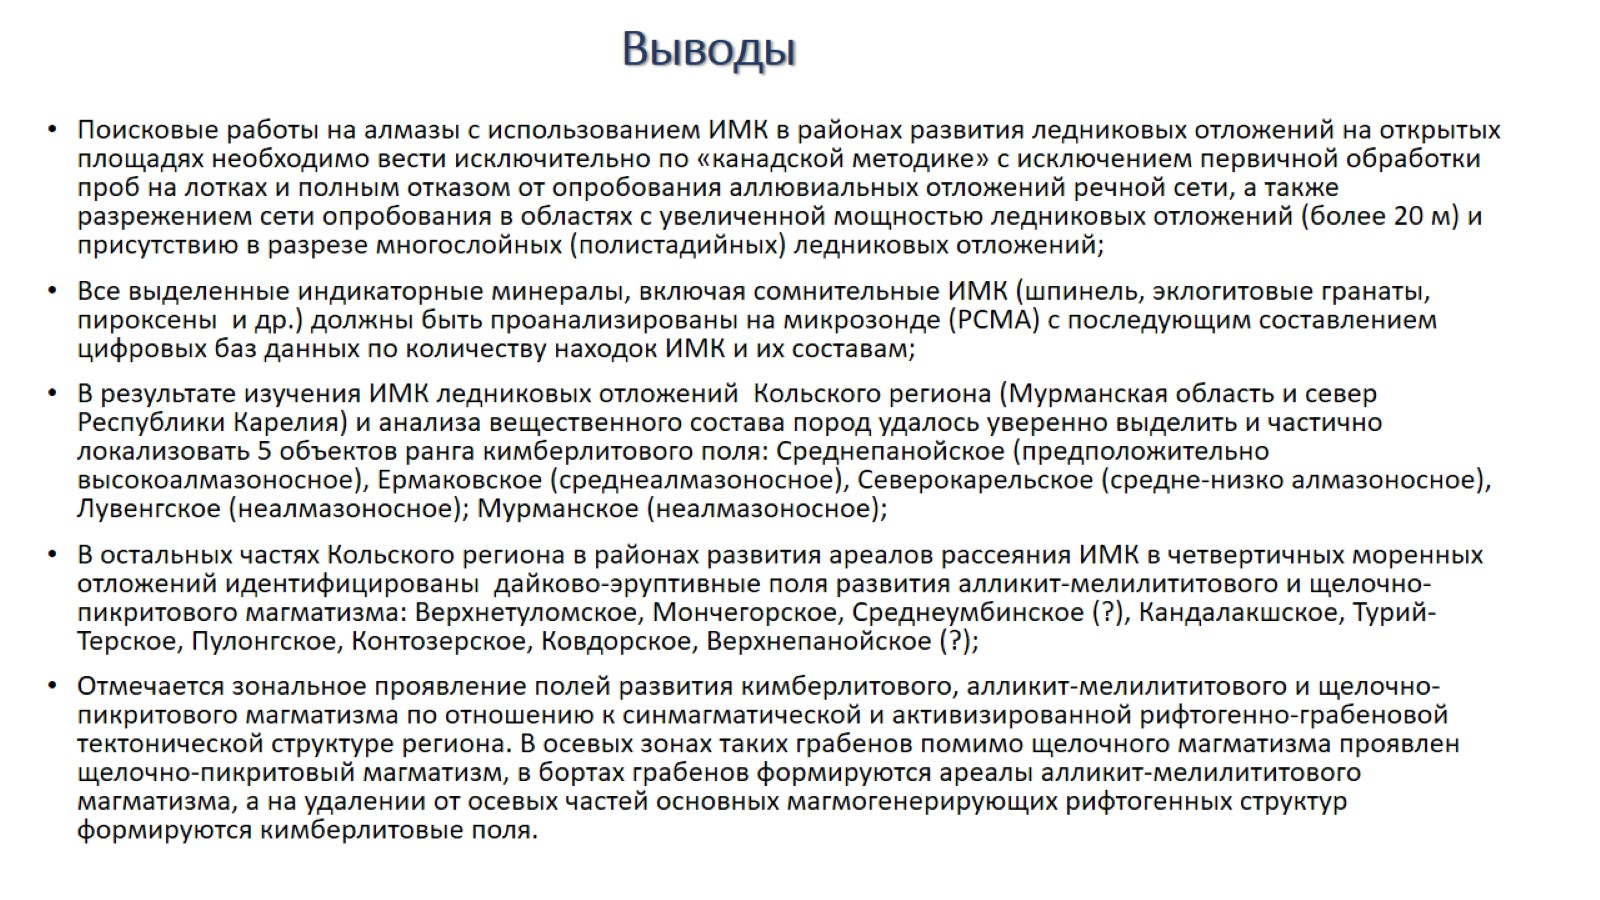 Выводы
• Поисковые работы на алмазы с использованием ИМК в районах развития ледниковых отложений на открытых
площадях необходимо вести исключительно по «канадской методике» с исключением первичной обработки
проб на лотках и полным отказом от опробования аллювиальных отложений речной сети, а также
разрежением сети опробования в областях с увеличенной мощностью ледниковых отложений (более 20 м) и
присутствию в разрезе многослойных (полистадийных) ледниковых отложений;
• Все выделенные индикаторные минералы, включая сомнительные ИМК (шпинель, эклогитовые гранаты,
пироксены и др.) должны быть проанализированы на микрозонде (РСМА) с последующим составлением
цифровых баз данных по количеству находок ИМК и их составам;
• В результате изучения ИМК ледниковых отложений Кольского региона (Мурманская область и север
Республики Карелия) и анализа вещественного состава пород удалось уверенно выделить и частично
локализовать 5 объектов ранга кимберлитового поля: Среднепанойское (предположительно
высокоалмазоносное), Ермаковское (среднеалмазоносное), Северокарельское (средне-низко алмазоносное),
Лувенгское (неалмазоносное); Мурманское (неалмазоносное);
• В остальных частях Кольского региона в районах развития ареалов рассеяния ИМК в четвертичных моренных
отложений идентифицированы дайково-эруптивные поля развития алликит-мелилититового и щелочно-
пикритового магматизма: Верхнетуломское, Мончегорское, Среднеумбинское (?), Кандалакшское, Турий-
Терское, Пулонгское, Контозерское, Ковдорское, Верхнепанойское (?);
• Отмечается зональное проявление полей развития кимберлитового, алликит-мелилититового и щелочно-
пикритового магматизма по отношению к синмагматической и активизированной рифтогенно-грабеновой
тектонической структуре региона. В осевых зонах таких грабенов помимо щелочного магматизма проявлен
щелочно-пикритовый магматизм, в бортах грабенов формируются ареалы алликит-мелилититового
магматизма, а на удалении от осевых частей основных магмогенерирующих рифтогенных структур
формируются кимберлитовые поля.